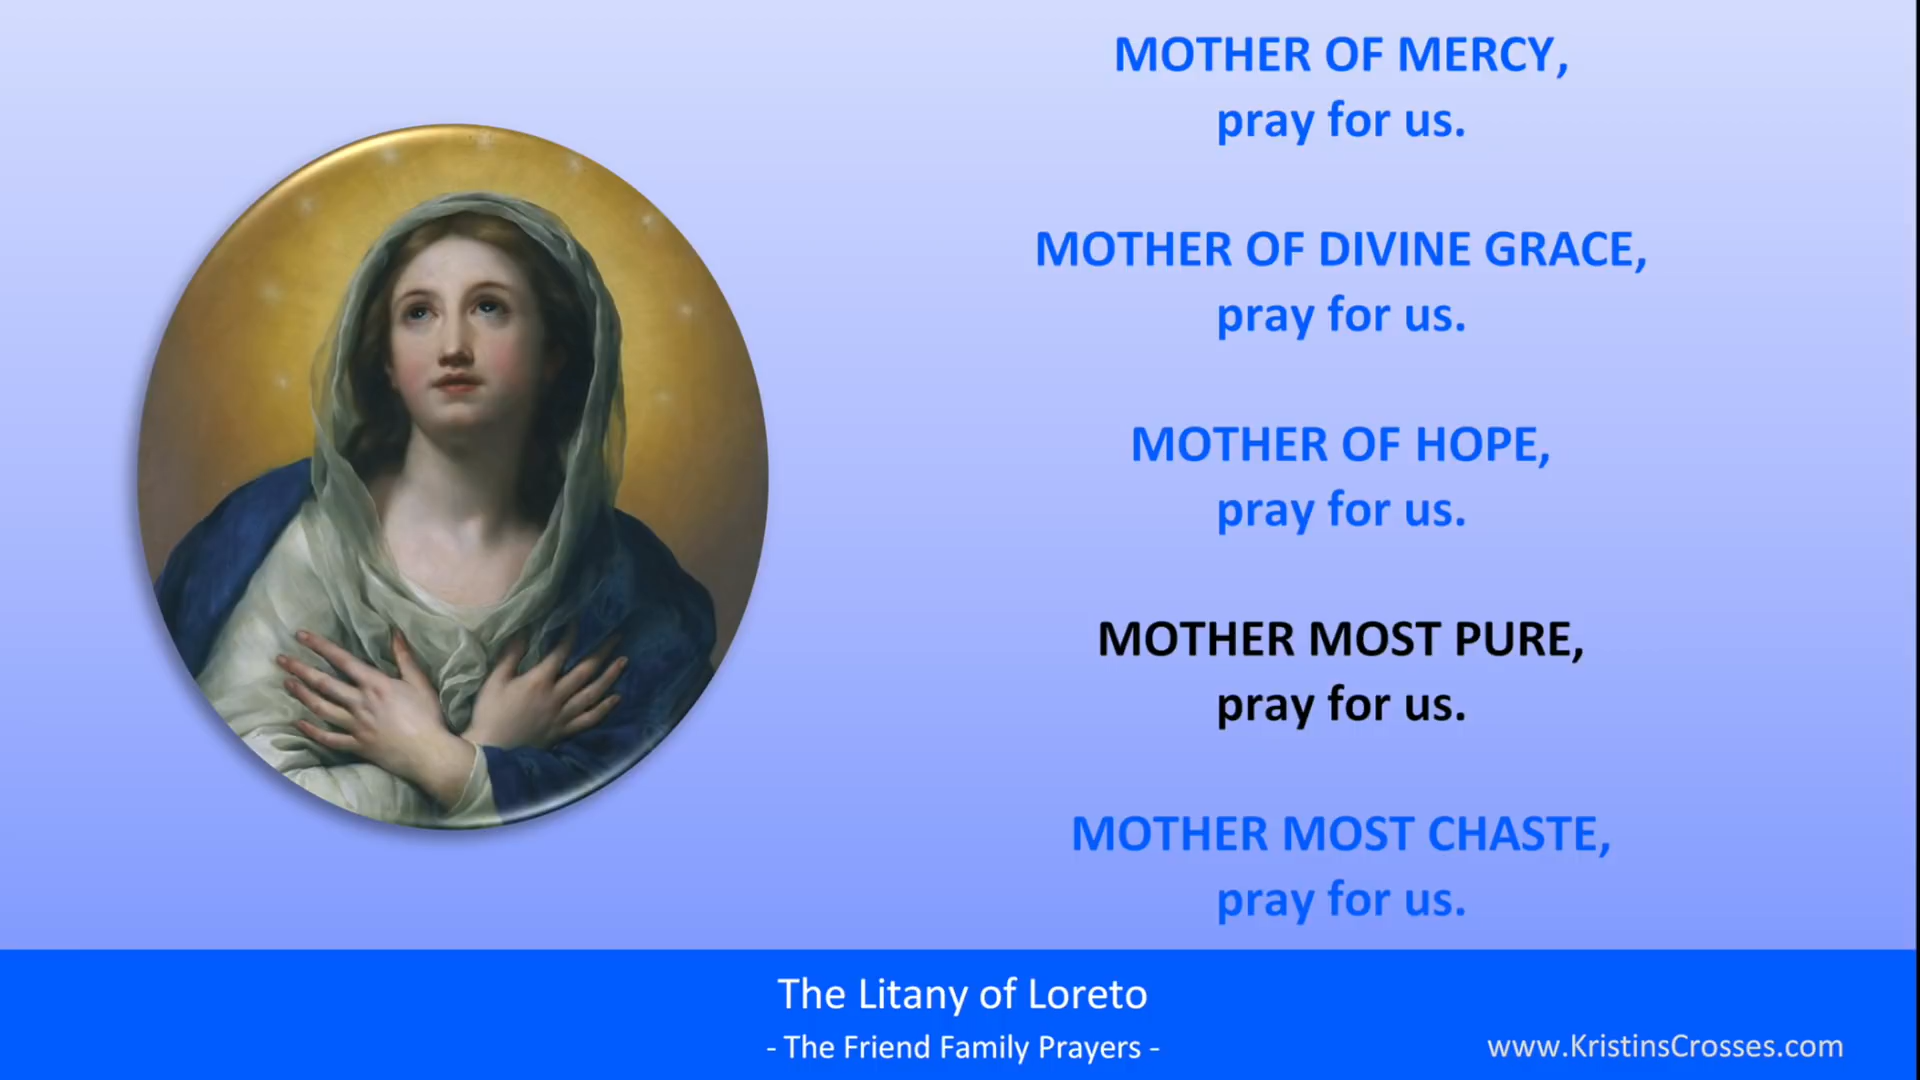 MOTHER OF MERCY,
pray for us.
MOTHER OF DIVINE GRACE,
pray for us.
MOTHER OF HOPE,
pray for us.
MOTHER MOST PURE,
pray for us.
MOTHER MOST CHASTE,
pray for us.
The Litany of Loreto
- The Friend Family Prayers -
www.KristinsCrosses.com